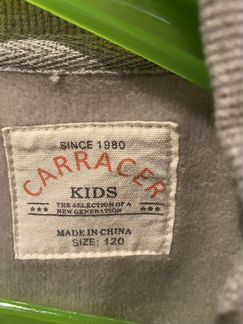 SINCE 1980
CARRACER
KIDS
THE SELECTION OF A
*** NEW GENERATION ***
MADE IN CHINA
SIZE: 120